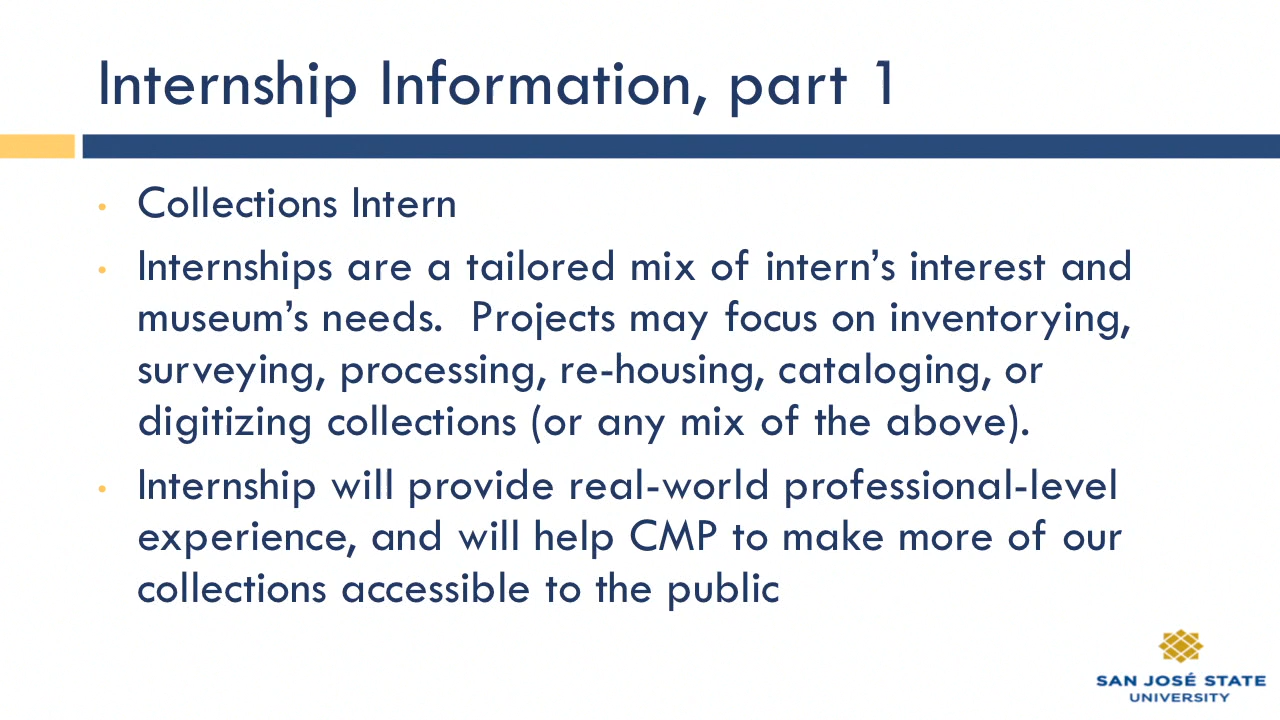 Internship Information, part 1
• Collections Intern
• Internships are a tailored mix of intern’s interest and
museum’s needs.  Projects may focus on inventorying,
surveying, processing, re-housing, cataloging, or
digitizing collections (or any mix of the above).
• Internship will provide real-world professional-level
experience, and will help CMP to make more of our
collections accessible to the public
SAN JOSÉ STATE
UNIVERSITY